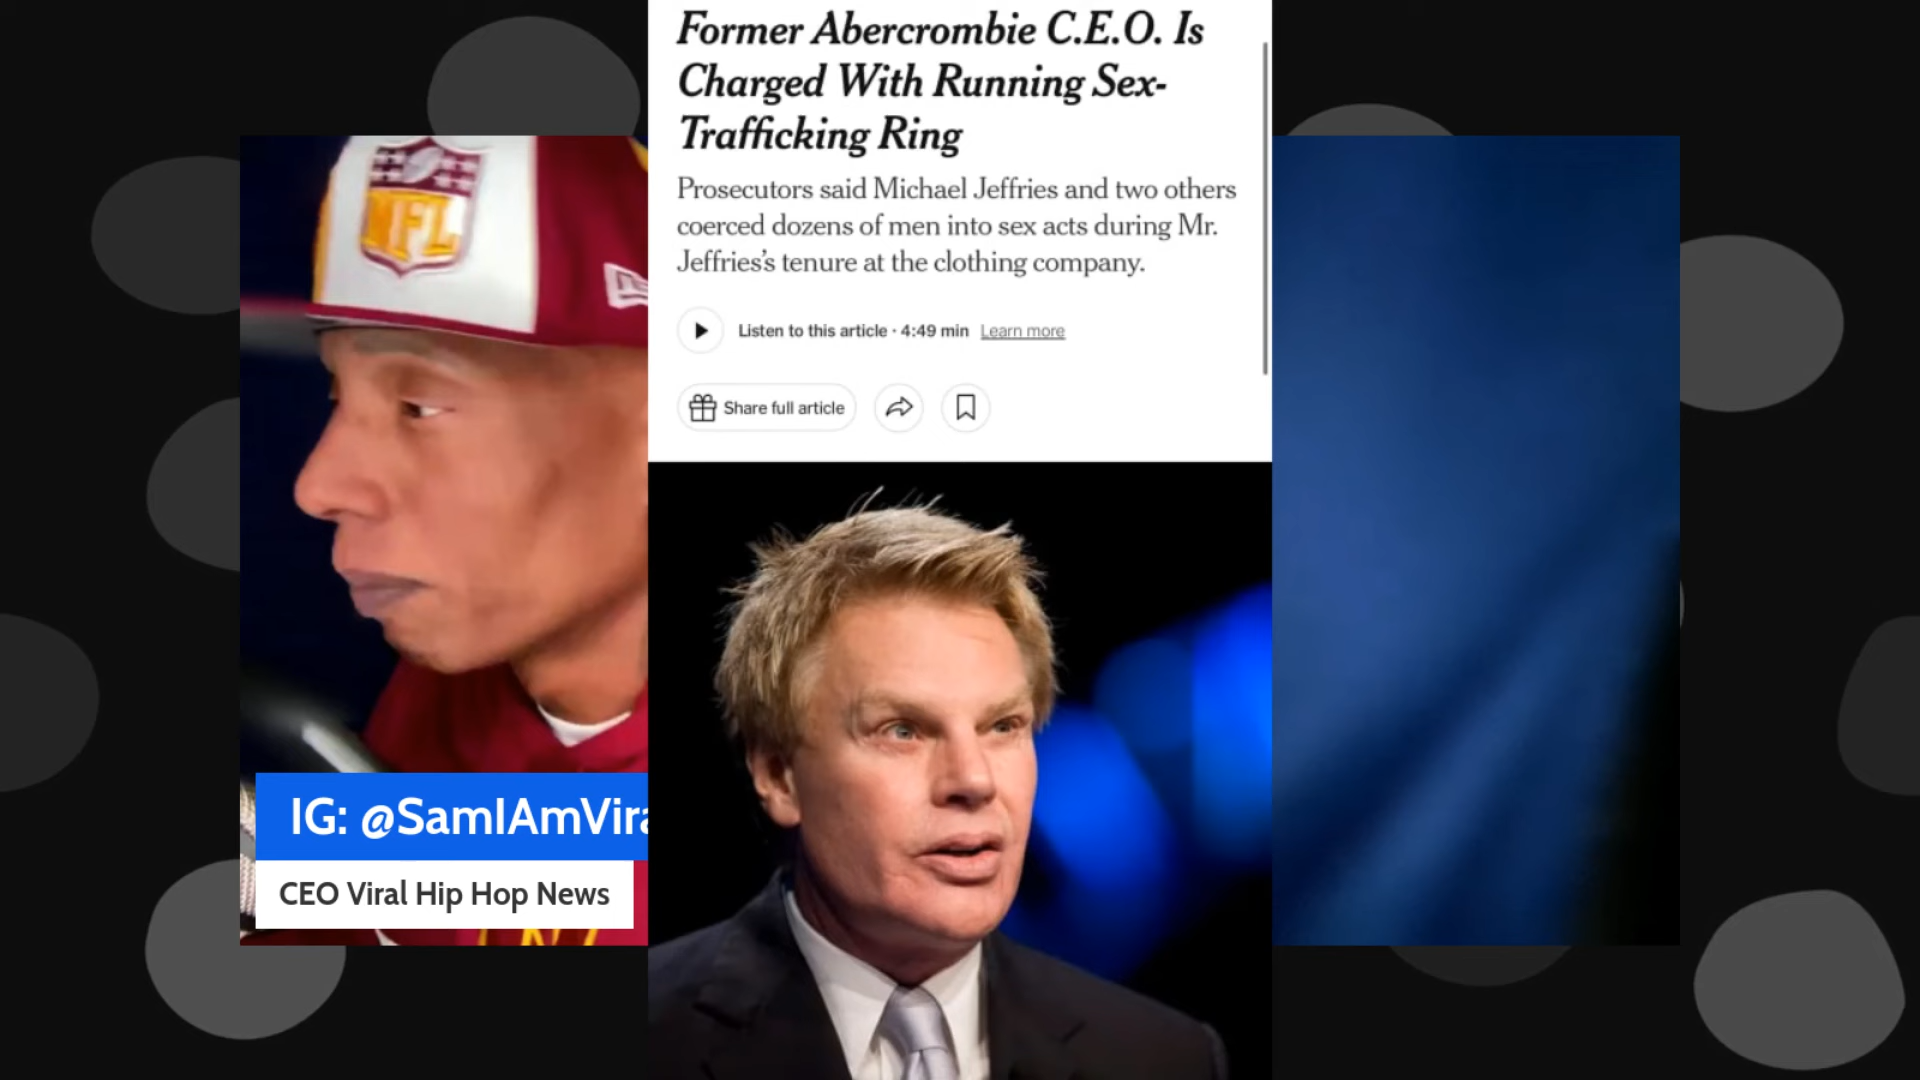 Former Abercrombie C.E.O. Is
Charged With Running Sex-
Trafficking Ring
Prosecutors said Michael Jeffries and two others
coerced dozens of men into sex acts during Mr.
Jeffries's tenure at the clothing company.
Listen to this article · 4:49 min Learn more
Share full article
NFL
IG: @SamIAmVira
CEO Viral Hip Hop News